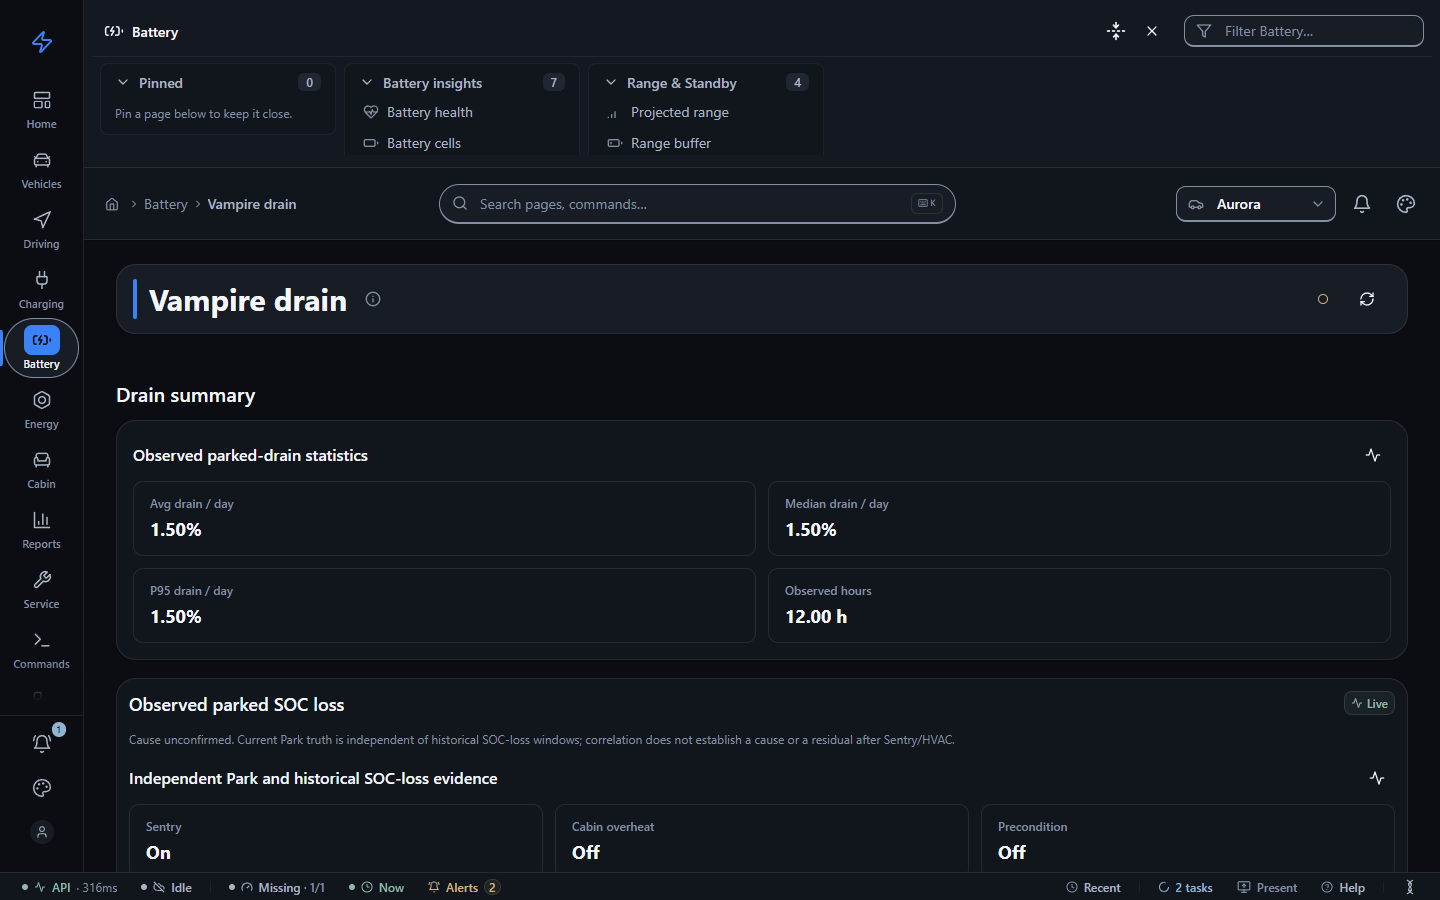 Battery
Filter Battery...
Pinned 0
Pin a page below to keep it close.
Battery insights 7
Battery health
Battery cells
Range & Standby 4
Projected range
Range buffer
Home
Vehicles
Driving
Charging
Battery
Energy
Cabin
Reports
Service
Commands
1
Battery
Vampire drain
Search pages, commands...
K
Aurora
Vampire drain
Drain summary
Observed parked-drain statistics
Avg drain / day
1.50%
Median drain / day
1.50%
P95 drain / day
1.50%
Observed hours
12.00 h
Observed parked SOC loss
Live
Cause unconfirmed. Current Park truth is independent of historical SOC-loss windows; correlation does not establish a cause or a residual after Sentry/HVAC.
Independent Park and historical SOC-loss evidence
Sentry
On
Cabin overheat
Off
Precondition
Off
API · 316ms
Idle
Missing · 1/1
Now
Alerts 2
Recent
2 tasks
Present
Help